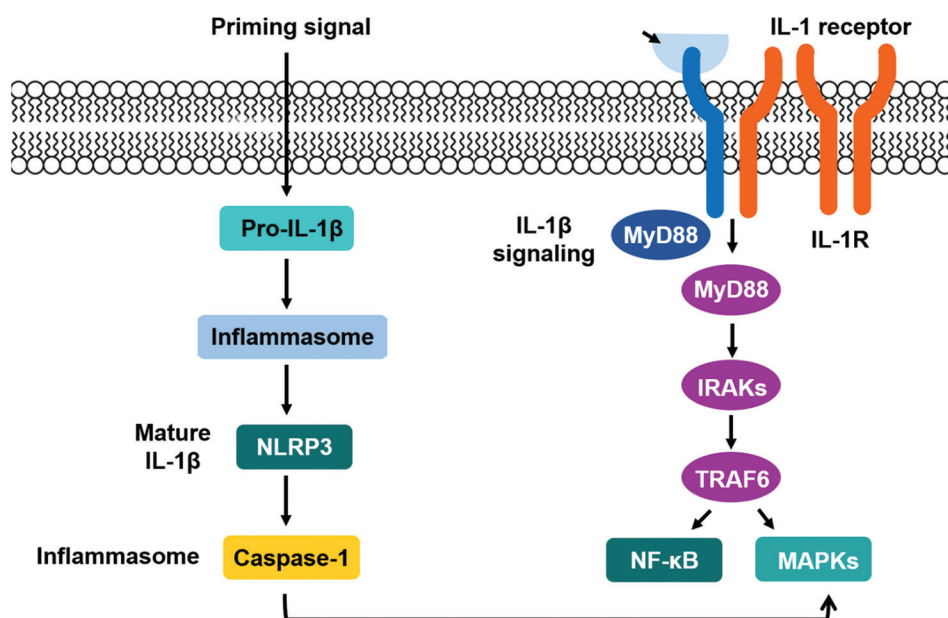 Priming signal
IL-1 receptor
Pro-IL-1β
IL-1β
signaling
MyD88
IL-1R
MyD88
Inflammasome
IRAKs
Mature
IL-1β
NLRP3
TRAF6
Inflammasome
Caspase-1
NF-κB
MAPKs